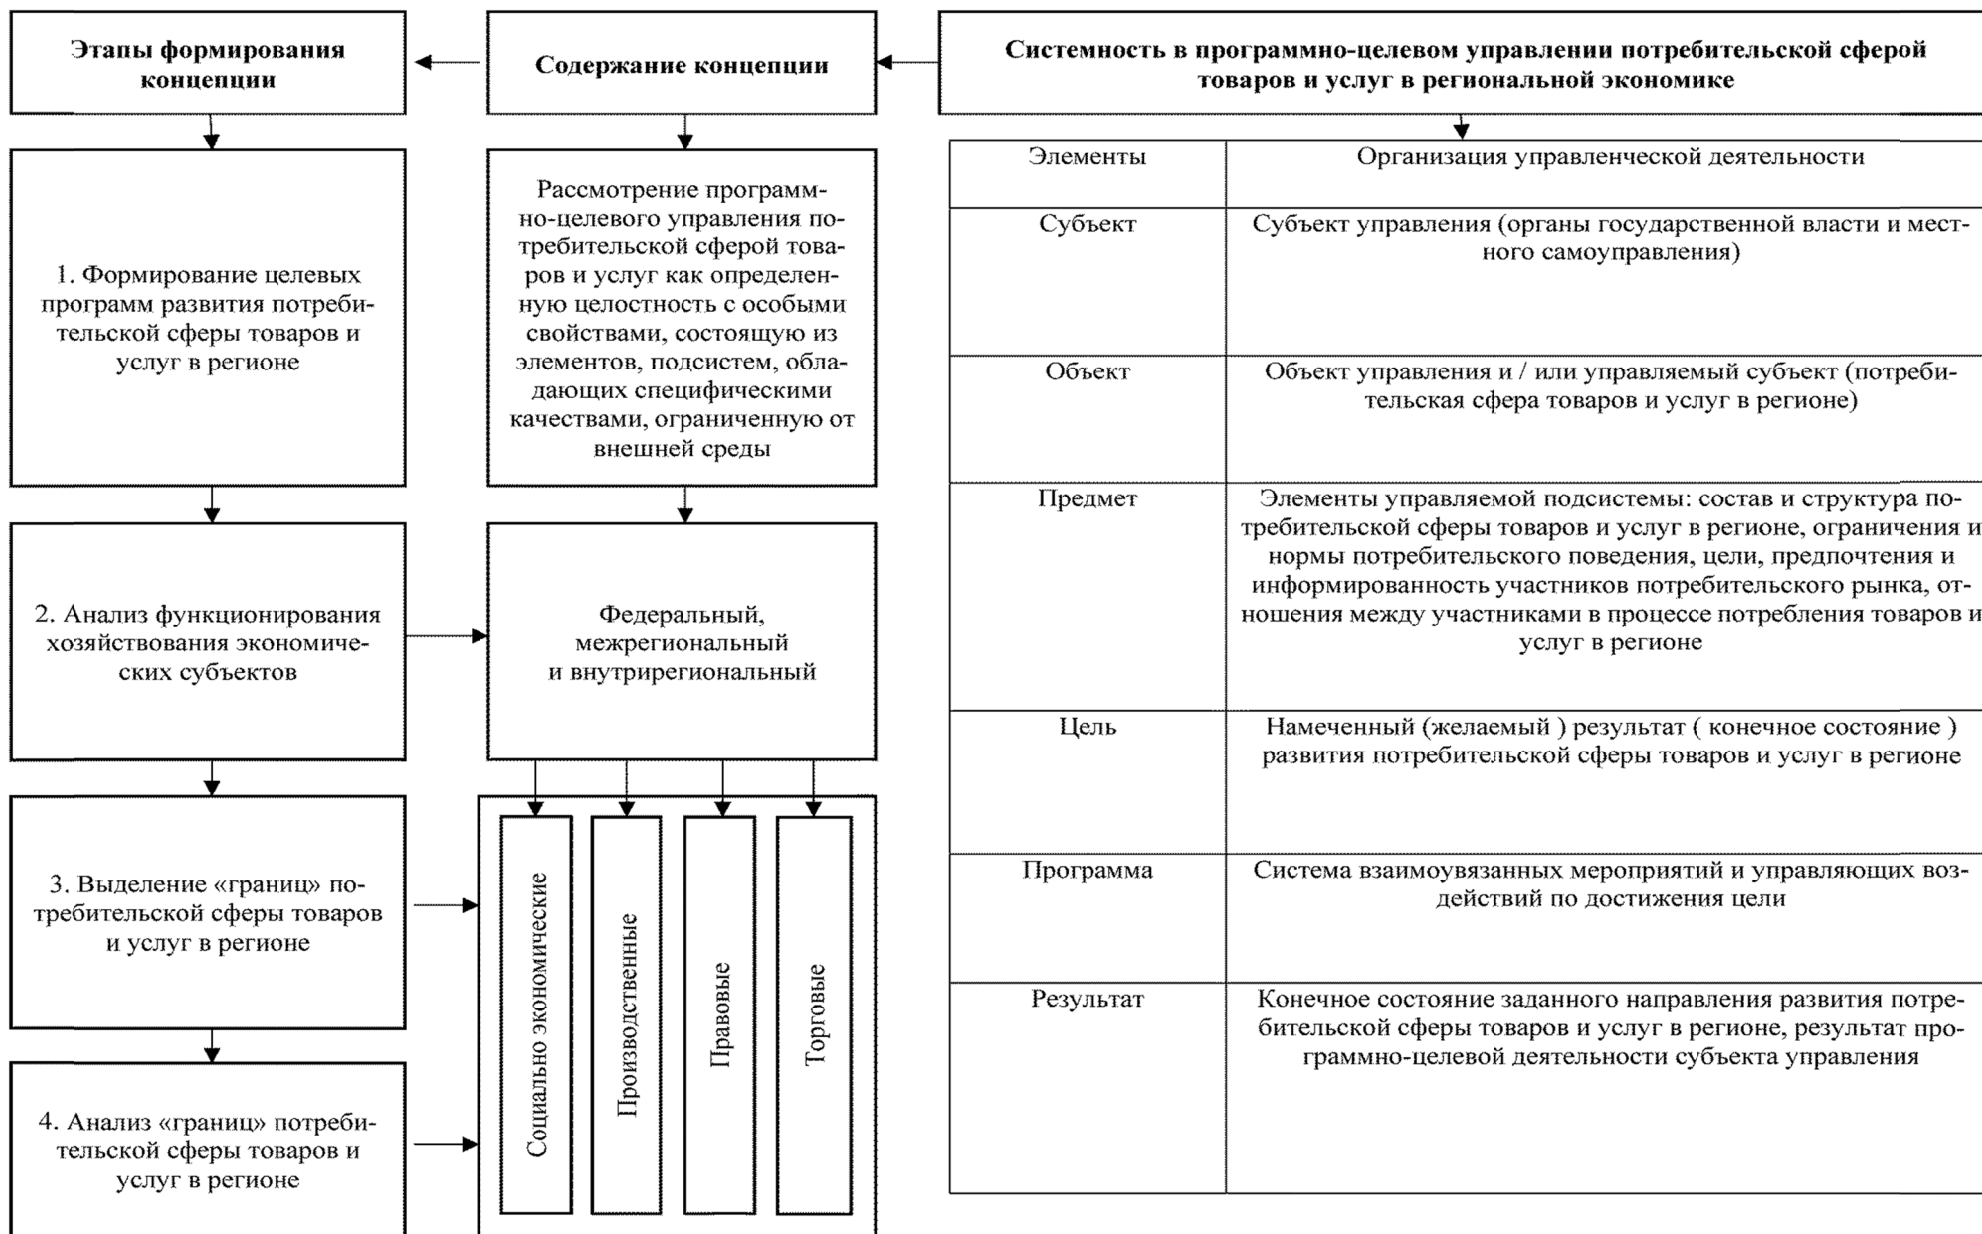 Этапы формирования
концепции
Содержание концепции
Системность в программно-целевом управлении потребительской сферой
товаров и услуг в региональной экономике
1. Формирование целевых
программ развития потреби-
тельской сферы товаров и
услуг в регионе
2. Анализ функционирования
хозяйствования экономиче-
ских субъектов
3. Выделение «границ» по-
требительской сферы товаров
и услуг в регионе
4. Анализ «границ» потреби-
тельской сферы товаров и
услуг в регионе
Рассмотрение программ-
но-целевого управления по-
требительской сферой това-
ров и услуг как определен-
ную целостность с особыми
свойствами, состоящую из
элементов, подсистем, обла-
дающих специфическими
качествами, ограниченную от
внешней среды
Федеральный,
межрегиональный
и внутрирегиональный
Социально экономические
Производственные
Правовые
Торговые
Элементы
Организация управленческой деятельности
Субъект
Субъект управления (органы государственной власти и мест-
ного самоуправления)
Объект
Объект управления и / или управляемый субъект (потреби-
тельская сфера товаров и услуг в регионе)
Предмет
Элементы управляемой подсистемы: состав и структура по-
требительской сферы товаров и услуг в регионе, ограничения и
нормы потребительского поведения, цели, предпочтения и
информированность участников потребительского рынка, от-
ношения между участниками в процессе потребления товаров и
услуг в регионе
Цель
Намеченный (желаемый ) результат ( конечное состояние )
развития потребительской сферы товаров и услуг в регионе
Программа
Система взаимоувязанных мероприятий и управляющих воз-
действий по достижения цели
Результат
Конечное состояние заданного направления развития потре-
бительской сферы товаров и услуг в регионе, результат про-
граммно-целевой деятельности субъекта управления